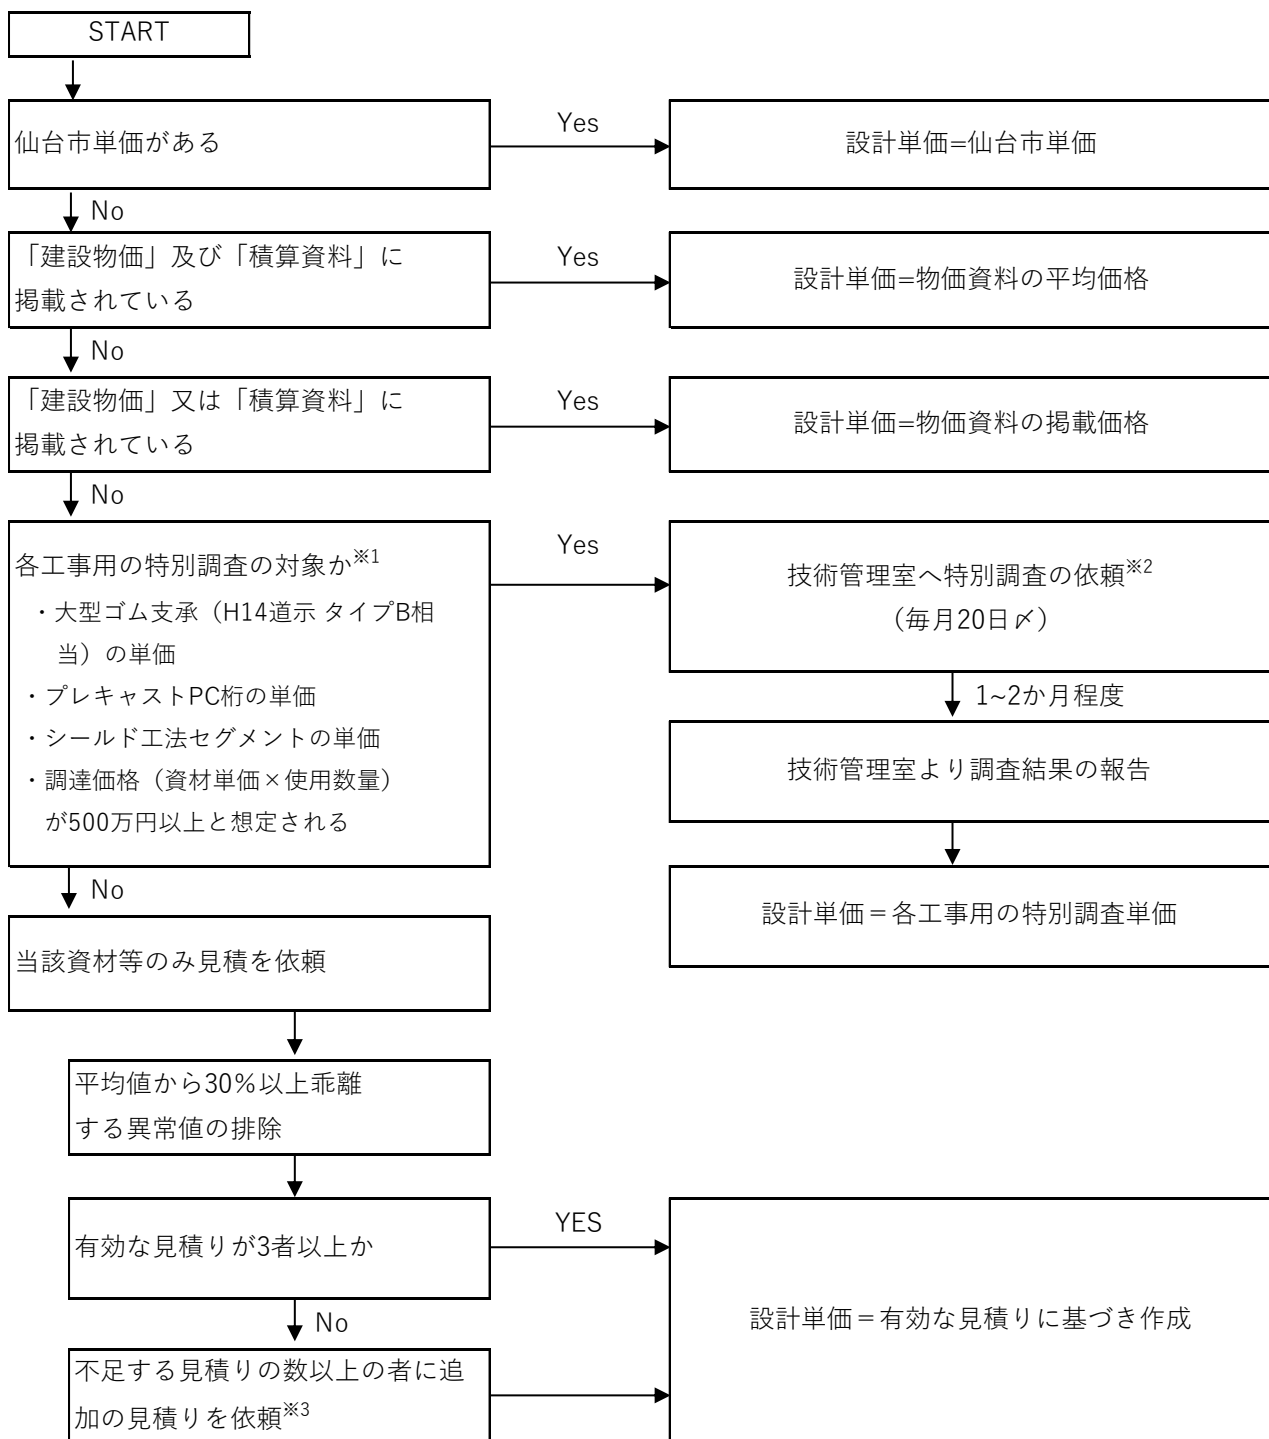 START
仙台市単価がある
Yes
設計単価=仙台市単価
No
「建設物価」及び「積算資料」に
掲載されている
Yes
設計単価=物価資料の平均価格
No
「建設物価」又は「積算資料」に
掲載されている
Yes
設計単価=物価資料の掲載価格
No
各工事用の特別調査の対象か※1
・大型ゴム支承（H14道示 タイプB相
当）の単価
・プレキャストPC桁の単価
・シールド工法セグメントの単価
・調達価格（資材単価×使用数量）
が500万円以上と想定される
Yes
技術管理室へ特別調査の依頼※2
（毎月20日〆）
1~2か月程度
技術管理室より調査結果の報告
設計単価＝各工事用の特別調査単価
No
当該資材等のみ見積を依頼
平均値から30％以上乖離
する異常値の排除
有効な見積りが3者以上か
YES
設計単価＝有効な見積りに基づき作成
No
不足する見積りの数以上の者に追
加の見積りを依頼※3